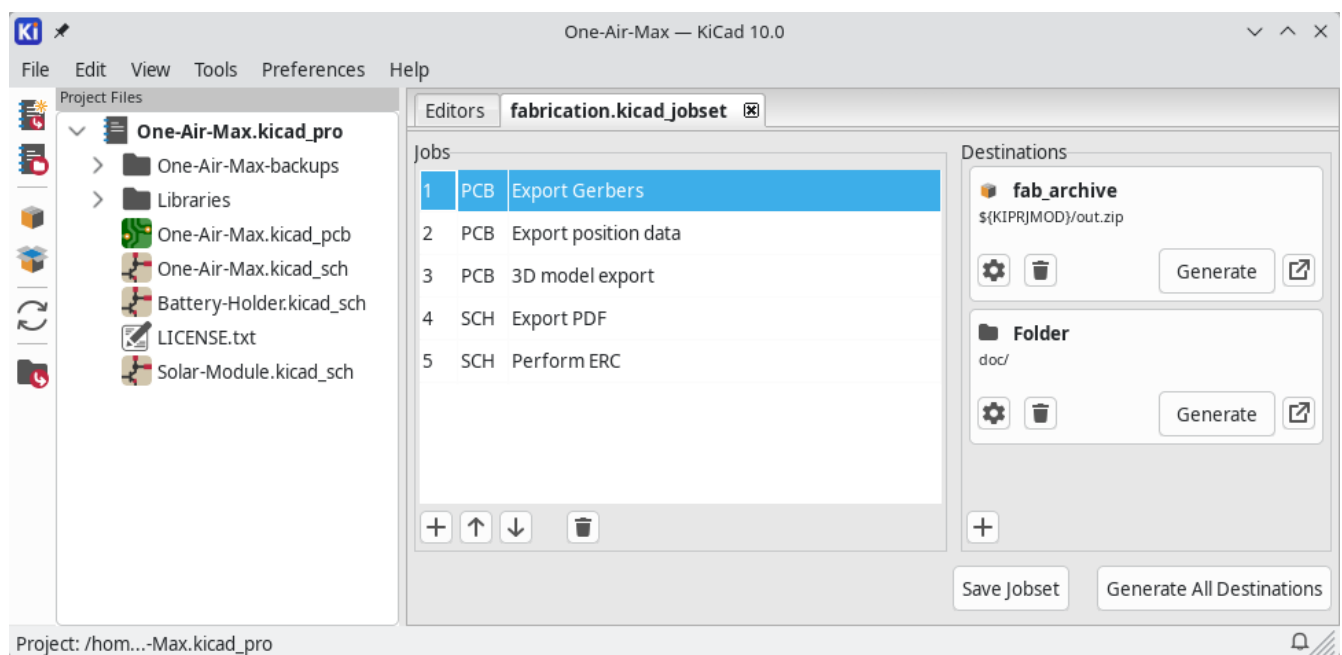 Ki
One-Air-Max — KiCad 10.0
File Edit View Tools Preferences Help
Project Files
One-Air-Max.kicad_pro
One-Air-Max-backups
Libraries
One-Air-Max.kicad_pcb
One-Air-Max.kicad_sch
Battery-Holder.kicad_sch
LICENSE.txt
Solar-Module.kicad_sch
Editors fabrication.kicad_jobset
Jobs
1 PCB Export Gerbers
2 PCB Export position data
3 PCB 3D model export
4 SCH Export PDF
5 SCH Perform ERC
Destinations
fab_archive
${KIPRJMOD}/out.zip
Generate
Folder
doc/
Generate
Save Jobset Generate All Destinations
Project: /hom...-Max.kicad_pro